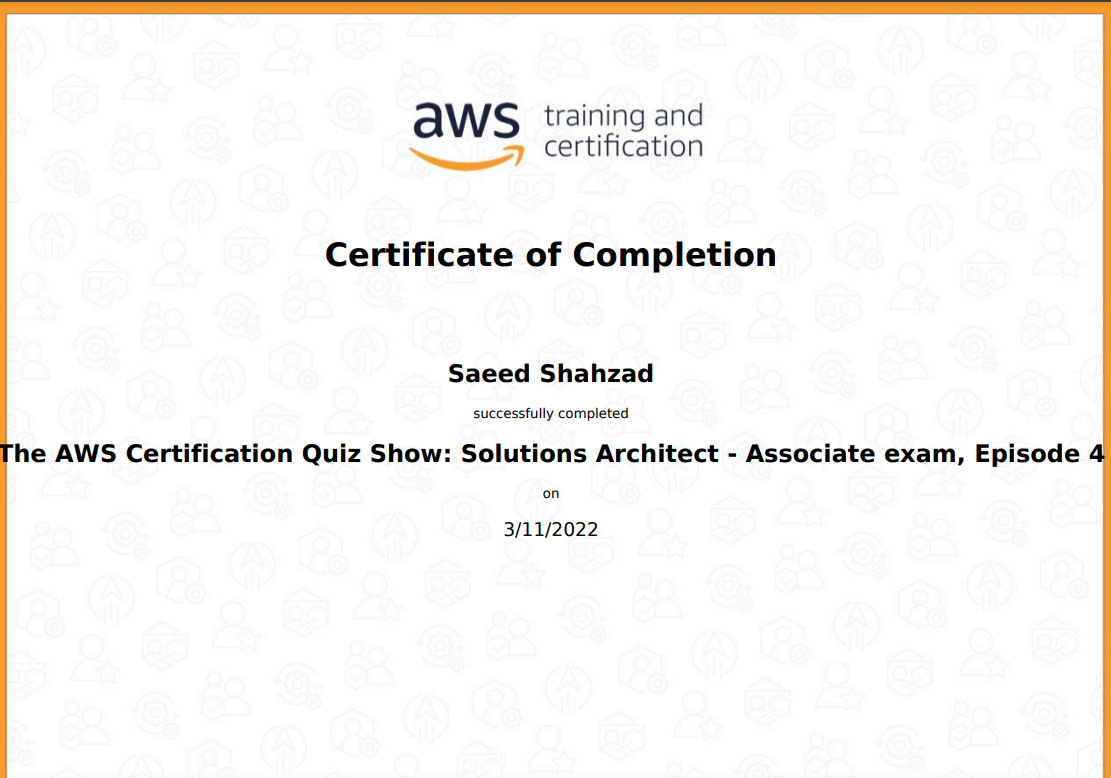 aws training and
certification
Certificate of Completion
Saeed Shahzad
successfully completed
The AWS Certification Quiz Show: Solutions Architect - Associate exam, Episode 4
on
3/11/2022